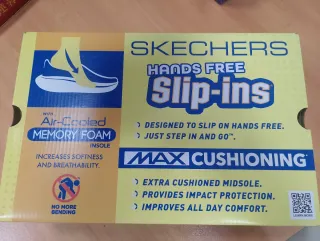 SKECHERS
HANDS FREE
Slip-ins
WITH
Air-Cooled
MEMORY FOAM
INSOLE
INCREASES SOFTNESS
AND BREATHABILITY.
NO MORE
BENDING
DESIGNED TO SLIP ON HANDS FREE.
JUST STEP IN AND GO™.
MAX CUSHIONING
EXTRA CUSHIONED MIDSOLE.
PROVIDES IMPACT PROTECTION.
IMPROVES ALL DAY COMFORT.